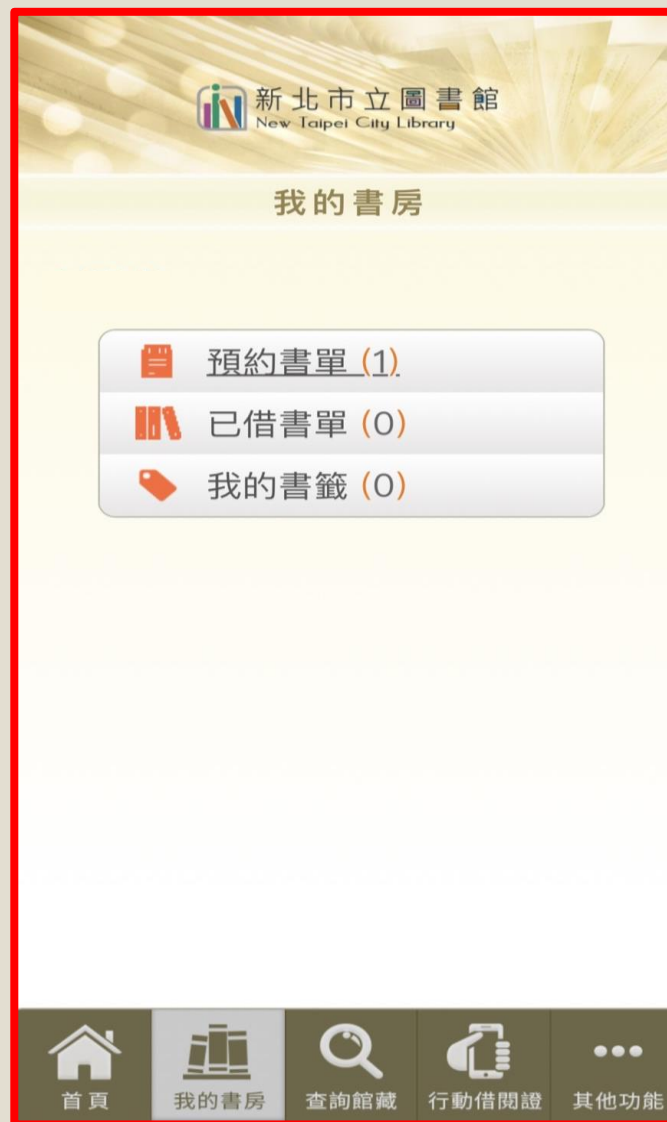 新北市立圖書館
New Taipei City Library
我的書房
預約書單 (1)
已借書單 (0)
我的書籤 (0)
首頁
我的書房
查詢館藏
行動借閱證
其他功能